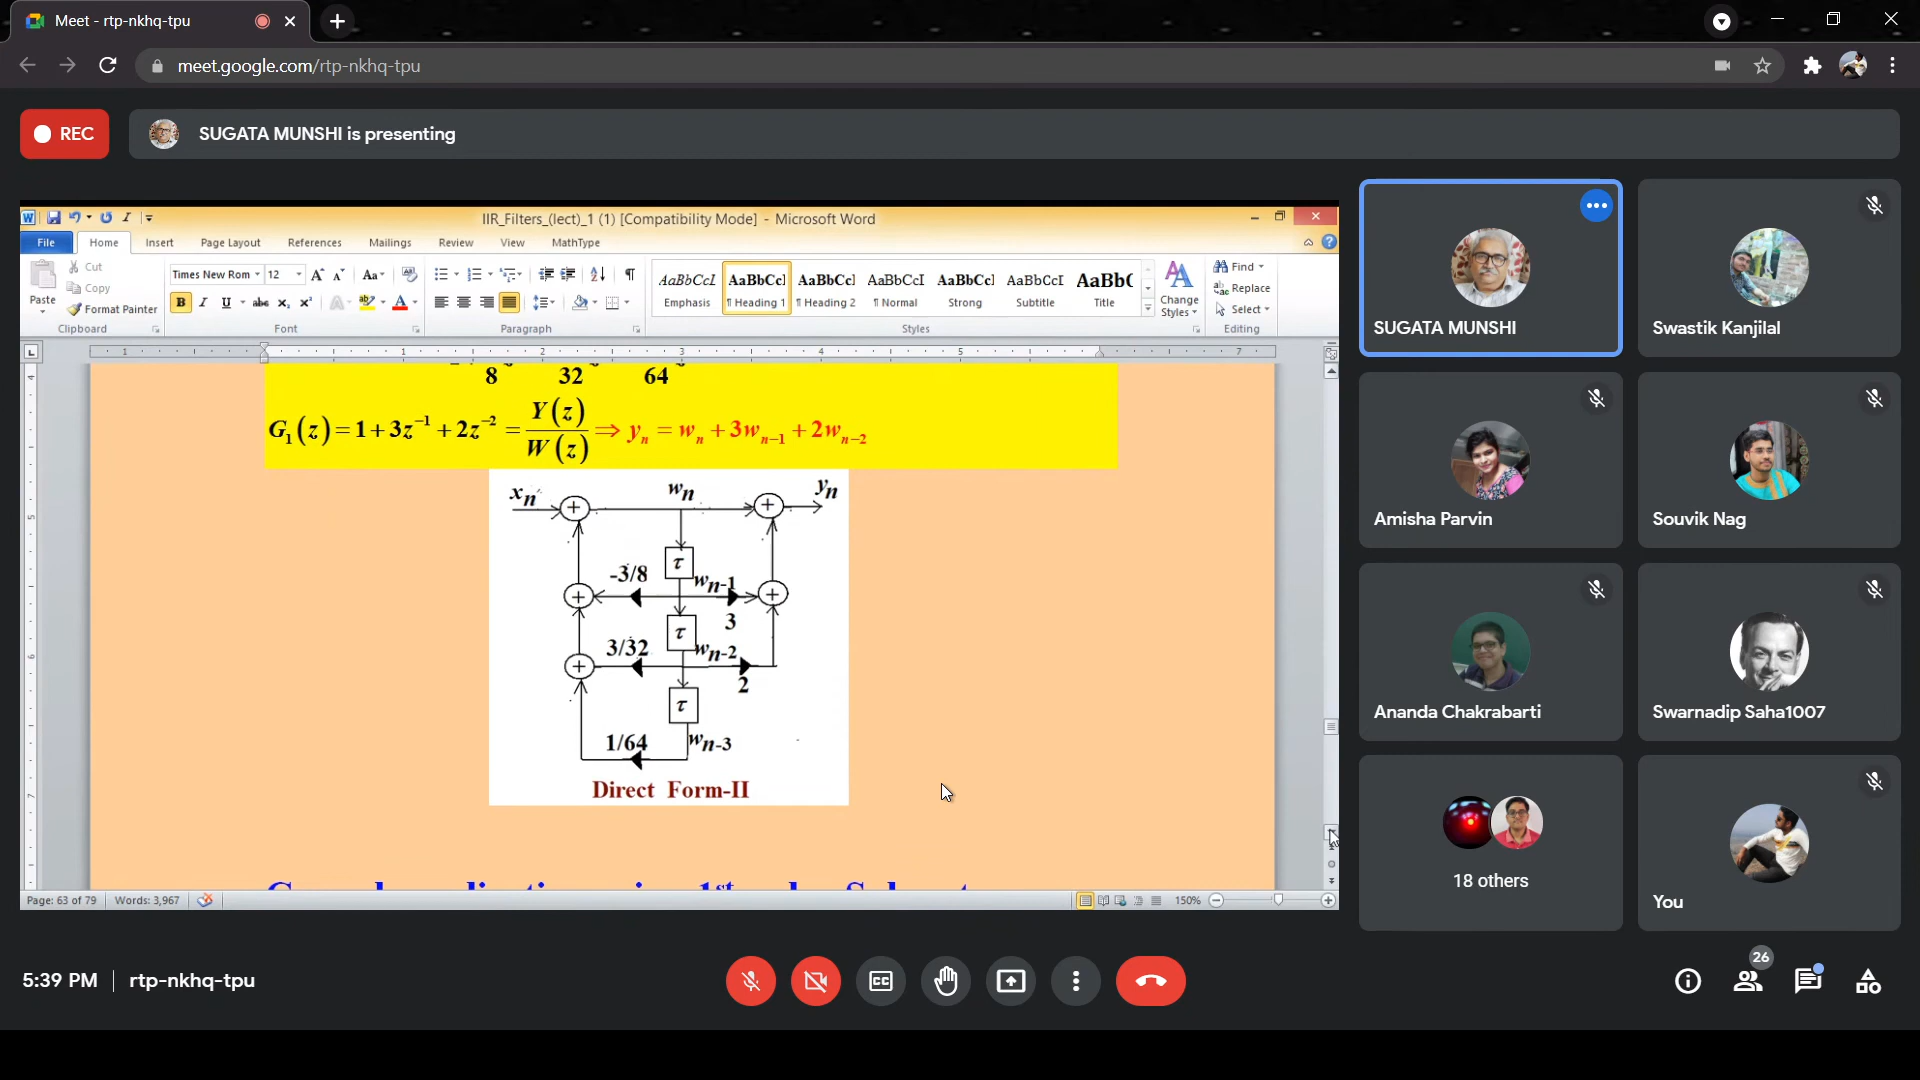 Meet - rtp-nkhq-tpu
meet.google.com/rtp-nkhq-tpu
REC
SUGATA MUNSHI is presenting
IIR_Filters_(lect)_1 (1) [Compatibility Mode] - Microsoft Word
File Home Insert Page Layout References Mailings Review View MathType
Paste
Cut
Copy
Format Painter
Clipboard
Times New Rom 12
Font
Paragraph
AaBbCcI AaBbCcI AaBbCcI AaBbCcI AaBbCcI AaBbCcI AaBbC
Emphasis ¶ Heading 1 ¶ Heading 2 ¶ Normal Strong Subtitle Title
Change Styles
Styles
Find
Replace
Select
Editing
8 32 64
G₁(z) = 1 + 3z⁻¹ + 2z⁻² = Y(z)/W(z) ⇒ yₙ = wₙ + 3wₙ₋₁ + 2wₙ₋₂
xn wn yn
τ
-3/8 wn-1
3
τ
3/32 wn-2
2
τ
1/64 wn-3
Direct Form-II
Page: 63 of 79 Words: 3,967 150%
SUGATA MUNSHI
Swastik Kanjilal
Amisha Parvin
Souvik Nag
Ananda Chakrabarti
Swarnadip Saha1007
18 others
You
5:39 PM | rtp-nkhq-tpu
26